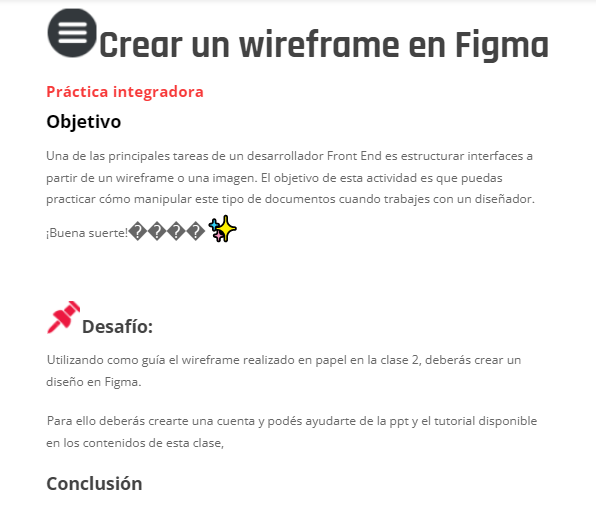 Crear un wireframe en Figma
Práctica integradora
Objetivo
Una de las principales tareas de un desarrollador Front End es estructurar interfaces a
partir de un wireframe o una imagen. El objetivo de esta actividad es que puedas
practicar cómo manipular este tipo de documentos cuando trabajes con un diseñador.
¡Buena suerte!���� ✨
Desafío:
Utilizando como guía el wireframe realizado en papel en la clase 2, deberás crear un
diseño en Figma.
Para ello deberás crearte una cuenta y podés ayudarte de la ppt y el tutorial disponible
en los contenidos de esta clase,
Conclusión